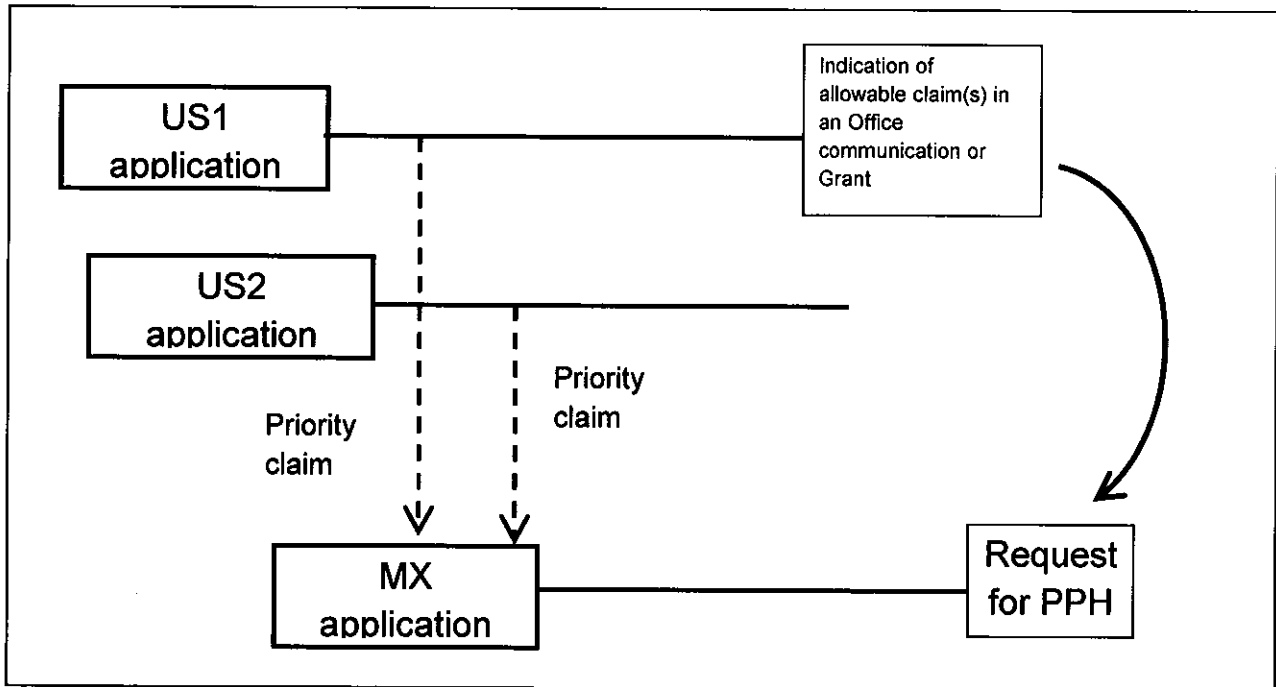 US1
application
Indication of
allowable claim(s) in
an Office
communication or
Grant
US2
application
Priority
claim
Priority
claim
MX
application
Request
for PPH